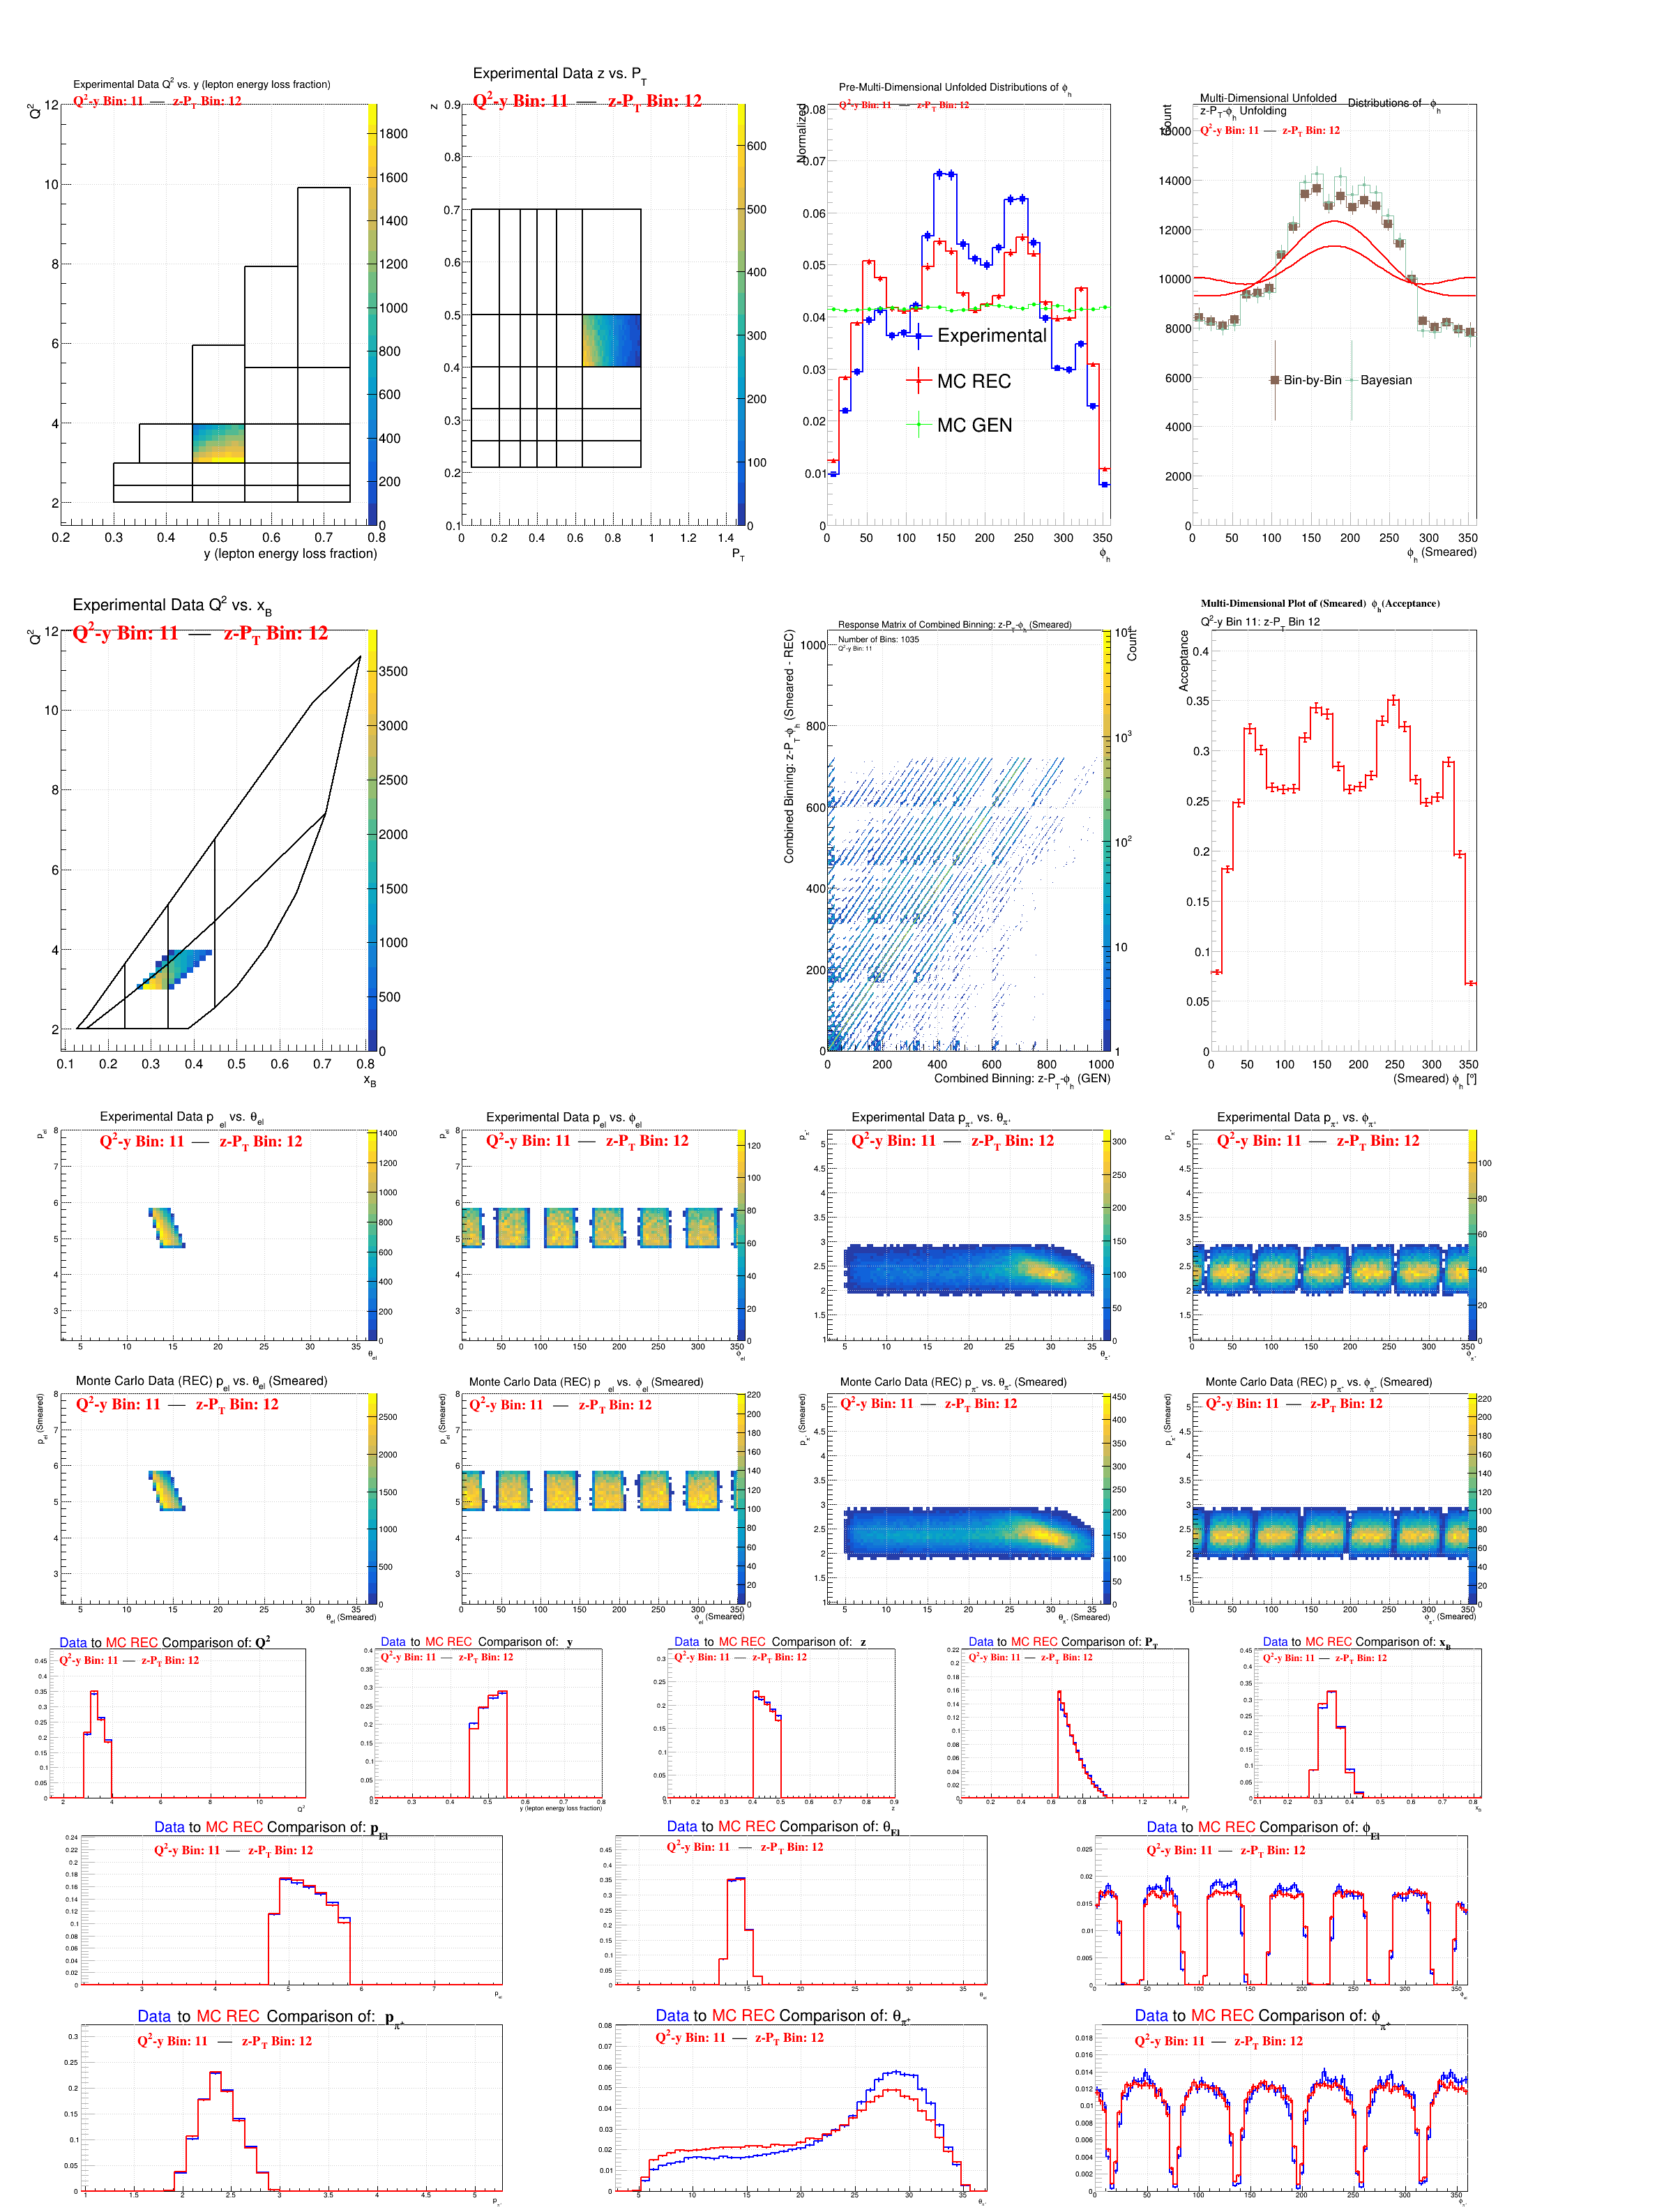 Experimental Data Q² vs. y (lepton energy loss fraction)
Q²-y Bin: 11 — z-P_T Bin: 12
Q²
y (lepton energy loss fraction)
Experimental Data z vs. P_T
Q²-y Bin: 11 — z-P_T Bin: 12
z
P_T
Pre-Multi-Dimensional Unfolded Distributions of ϕ_h
Q²-y Bin: 11 — z-P_T Bin: 12
Normalized
Experimental
MC REC
MC GEN
ϕ_h
Multi-Dimensional Unfolded Distributions of ϕ_h
z-P_T-ϕ_h Unfolding
Q²-y Bin: 11 — z-P_T Bin: 12
Count
Bin-by-Bin
Bayesian
ϕ_h (Smeared)
Experimental Data Q² vs. x_B
Q²-y Bin: 11 — z-P_T Bin: 12
Q²
x_B
Response Matrix of Combined Binning: z-P_T-ϕ_h (Smeared)
Number of Bins: 1035
Q²-y Bin: 11
Combined Binning: z-P_T-ϕ_h (Smeared - REC)
Count
Combined Binning: z-P_T-ϕ_h (GEN)
Multi-Dimensional Plot of (Smeared) ϕ_h (Acceptance)
Q²-y Bin 11: z-P_T Bin 12
Acceptance
(Smeared) ϕ_h [°]
Experimental Data p_el vs. θ_el
Q²-y Bin: 11 — z-P_T Bin: 12
p_el
θ_el
Experimental Data p_el vs. ϕ_el
Q²-y Bin: 11 — z-P_T Bin: 12
p_el
ϕ_el
Experimental Data p_π⁺ vs. θ_π⁺
Q²-y Bin: 11 — z-P_T Bin: 12
p_π⁺
θ_π⁺
Experimental Data p_π⁺ vs. ϕ_π⁺
Q²-y Bin: 11 — z-P_T Bin: 12
p_π⁺
ϕ_π⁺
Monte Carlo Data (REC) p_el vs. θ_el (Smeared)
Q²-y Bin: 11 — z-P_T Bin: 12
p_el (Smeared)
θ_el (Smeared)
Monte Carlo Data (REC) p_el vs. ϕ_el (Smeared)
Q²-y Bin: 11 — z-P_T Bin: 12
p_el (Smeared)
ϕ_el (Smeared)
Monte Carlo Data (REC) p_π⁺ vs. θ_π⁺ (Smeared)
Q²-y Bin: 11 — z-P_T Bin: 12
p_π⁺ (Smeared)
θ_π⁺ (Smeared)
Monte Carlo Data (REC) p_π⁺ vs. ϕ_π⁺ (Smeared)
Q²-y Bin: 11 — z-P_T Bin: 12
p_π⁺ (Smeared)
ϕ_π⁺ (Smeared)
Data to MC REC Comparison of: Q²
Q²-y Bin: 11 — z-P_T Bin: 12
Q²
Data to MC REC Comparison of: y
Q²-y Bin: 11 — z-P_T Bin: 12
y (lepton energy loss fraction)
Data to MC REC Comparison of: z
Q²-y Bin: 11 — z-P_T Bin: 12
z
Data to MC REC Comparison of: P_T
Q²-y Bin: 11 — z-P_T Bin: 12
P_T
Data to MC REC Comparison of: x_B
Q²-y Bin: 11 — z-P_T Bin: 12
x_B
Data to MC REC Comparison of: p_El
Q²-y Bin: 11 — z-P_T Bin: 12
p_el
Data to MC REC Comparison of: θ_El
Q²-y Bin: 11 — z-P_T Bin: 12
θ_el
Data to MC REC Comparison of: ϕ_El
Q²-y Bin: 11 — z-P_T Bin: 12
ϕ_el
Data to MC REC Comparison of: p_π⁺
Q²-y Bin: 11 — z-P_T Bin: 12
p_π⁺
Data to MC REC Comparison of: θ_π⁺
Q²-y Bin: 11 — z-P_T Bin: 12
θ_π⁺
Data to MC REC Comparison of: ϕ_π⁺
Q²-y Bin: 11 — z-P_T Bin: 12
ϕ_π⁺